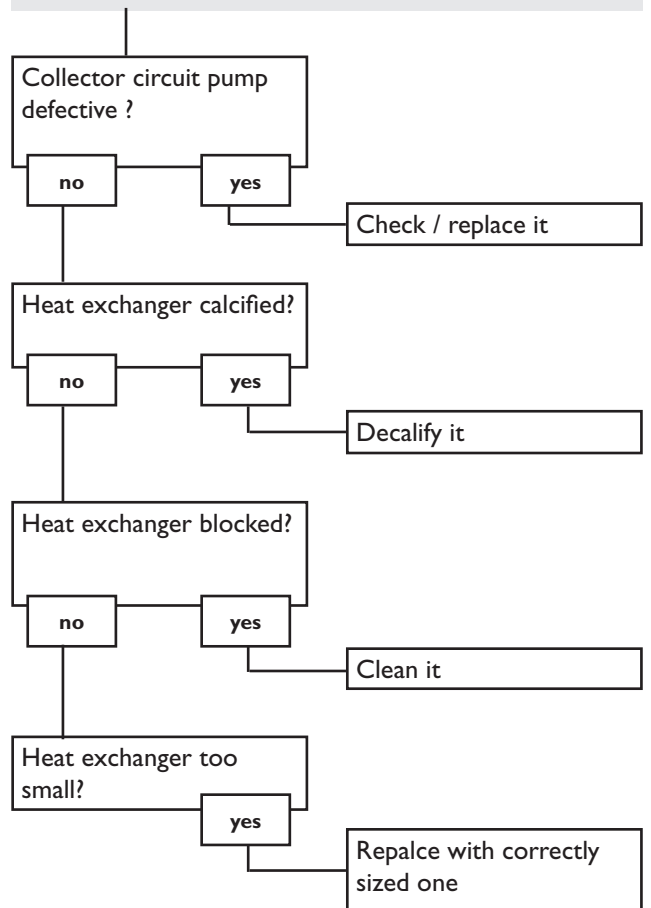 Collector circuit pump
defective ?
no
yes
Check / replace it
Heat exchanger calcified?
no
yes
Decalify it
Heat exchanger blocked?
no
yes
Clean it
Heat exchanger too
small?
yes
Repalce with correctly
sized one